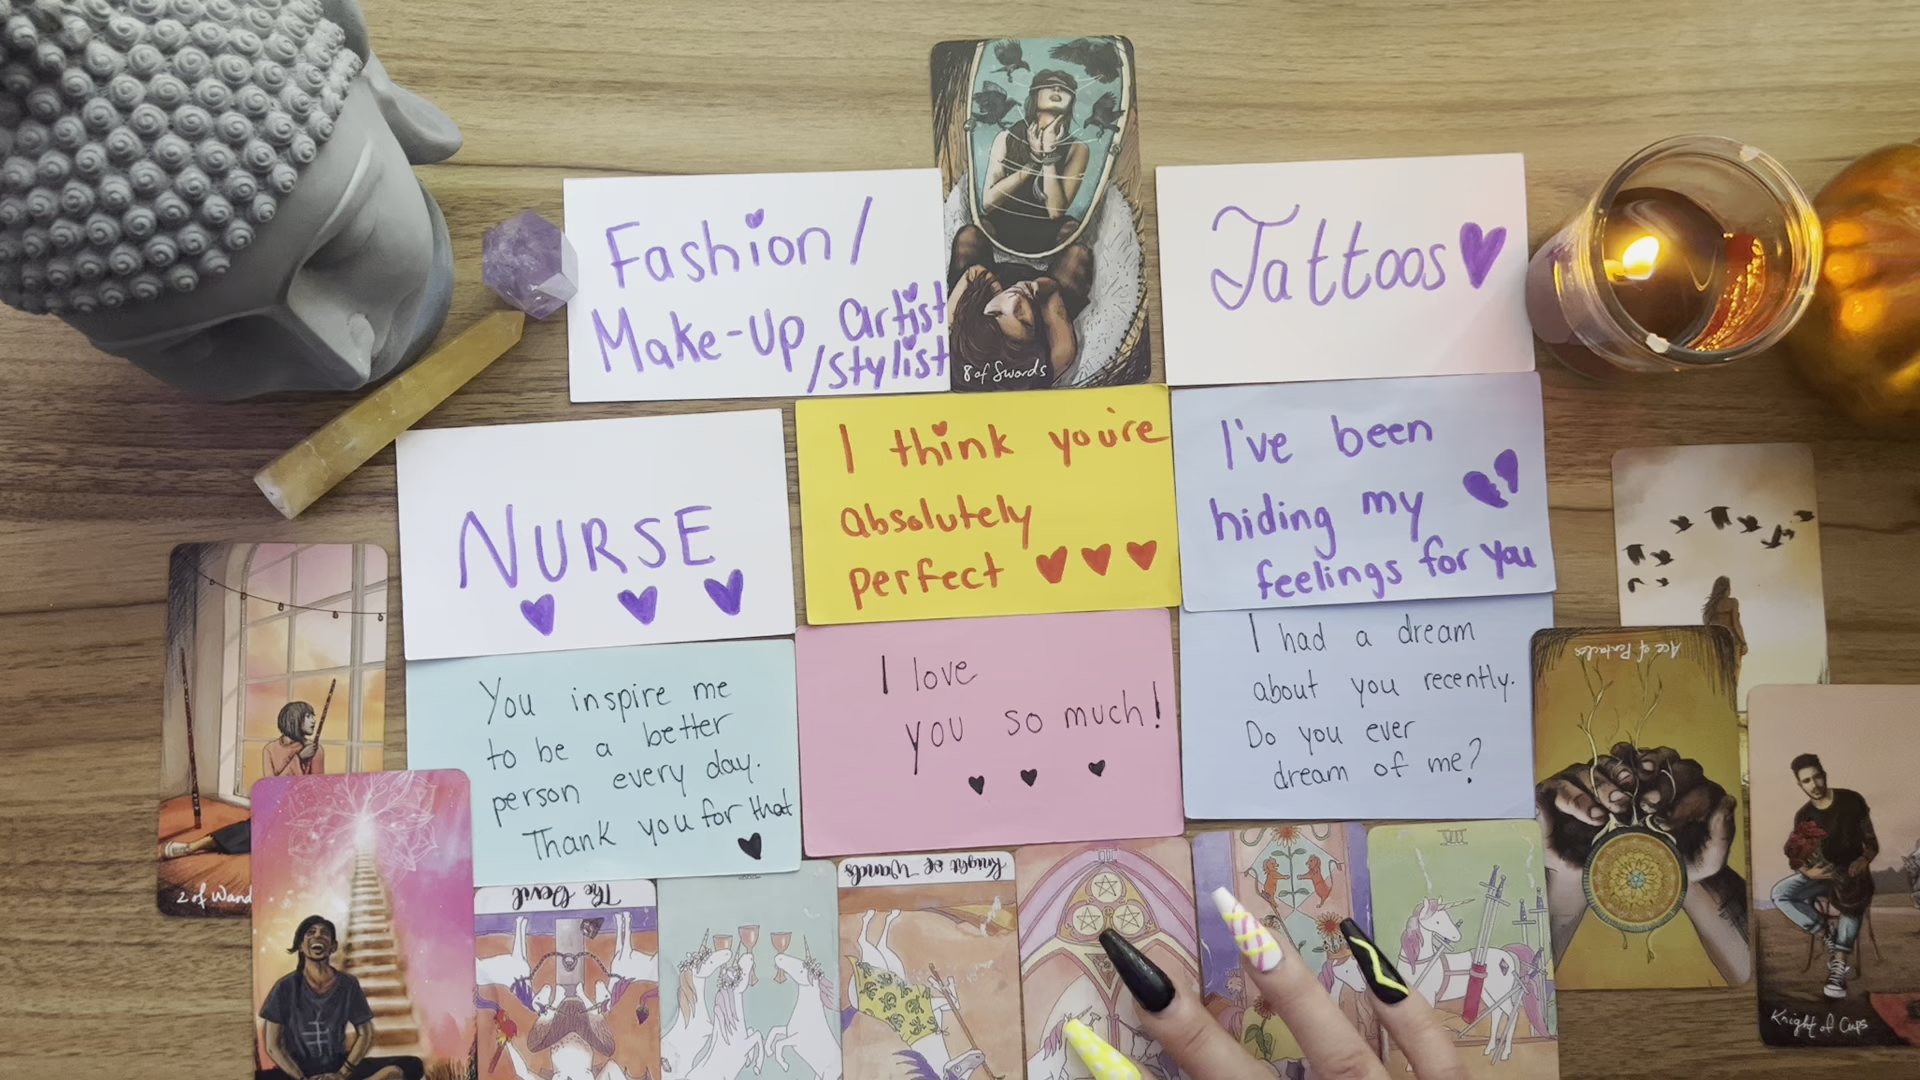 Fashion/
Make-Up Artist
/Stylist
8 of Swords
Tattoos
NURSE
I think you're
absolutely
perfect
I've been
hiding my
feelings for you
You inspire me
to be a better
person every day.
Thank you for that
I love
you so much!
I had a dream
about you recently.
Do you ever
dream of me?
Ace of Pentacles
2 of Wand
The Devil
Knight of Wands
III
VII
Knight of Cups